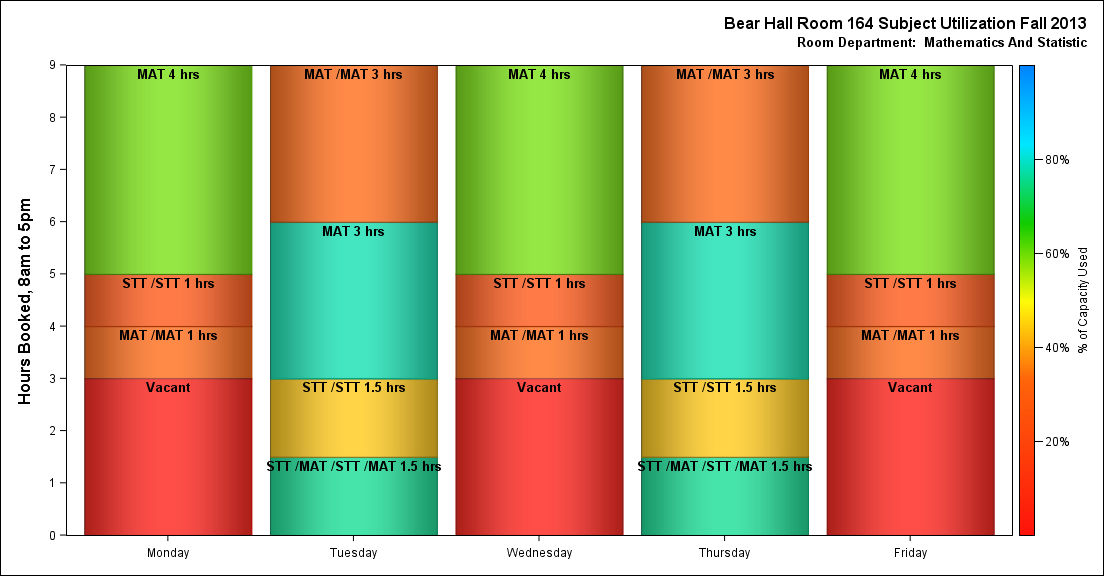 Bear Hall Room 164 Subject Utilization Fall 2013
Room Department:  Mathematics And Statistic
Hours Booked, 8am to 5pm
9
8
7
6
5
4
3
2
1
0
MAT 4 hrs
STT /STT 1 hrs
MAT /MAT 1 hrs
Vacant
MAT /MAT 3 hrs
MAT 3 hrs
STT /STT 1.5 hrs
STT /MAT /STT /MAT 1.5 hrs
MAT 4 hrs
STT /STT 1 hrs
MAT /MAT 1 hrs
Vacant
MAT /MAT 3 hrs
MAT 3 hrs
STT /STT 1.5 hrs
STT /MAT /STT /MAT 1.5 hrs
MAT 4 hrs
STT /STT 1 hrs
MAT /MAT 1 hrs
Vacant
Monday
Tuesday
Wednesday
Thursday
Friday
80%
60%
40%
20%
% of Capacity Used